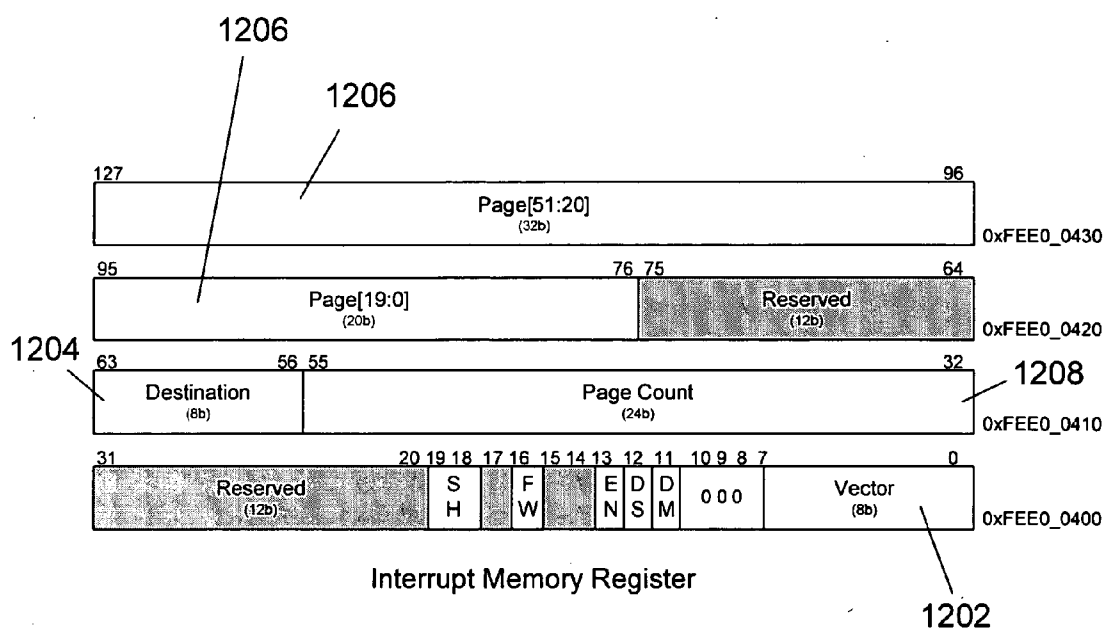 1206
1206
127 96
Page[51:20]
(32b)
0xFEE0_0430
95 76 75 64
Page[19:0] Reserved
(20b) (12b)
0xFEE0_0420
1204
63 56 55 32
1208
Destination Page Count
(8b) (24b)
0xFEE0_0410
31 20 19 18 17 16 15 14 13 12 11 10 9 8 7 0
Reserved S F E D D Vector
(12b) H W N S M 0 0 0 (8b)
0xFEE0_0400
Interrupt Memory Register
1202